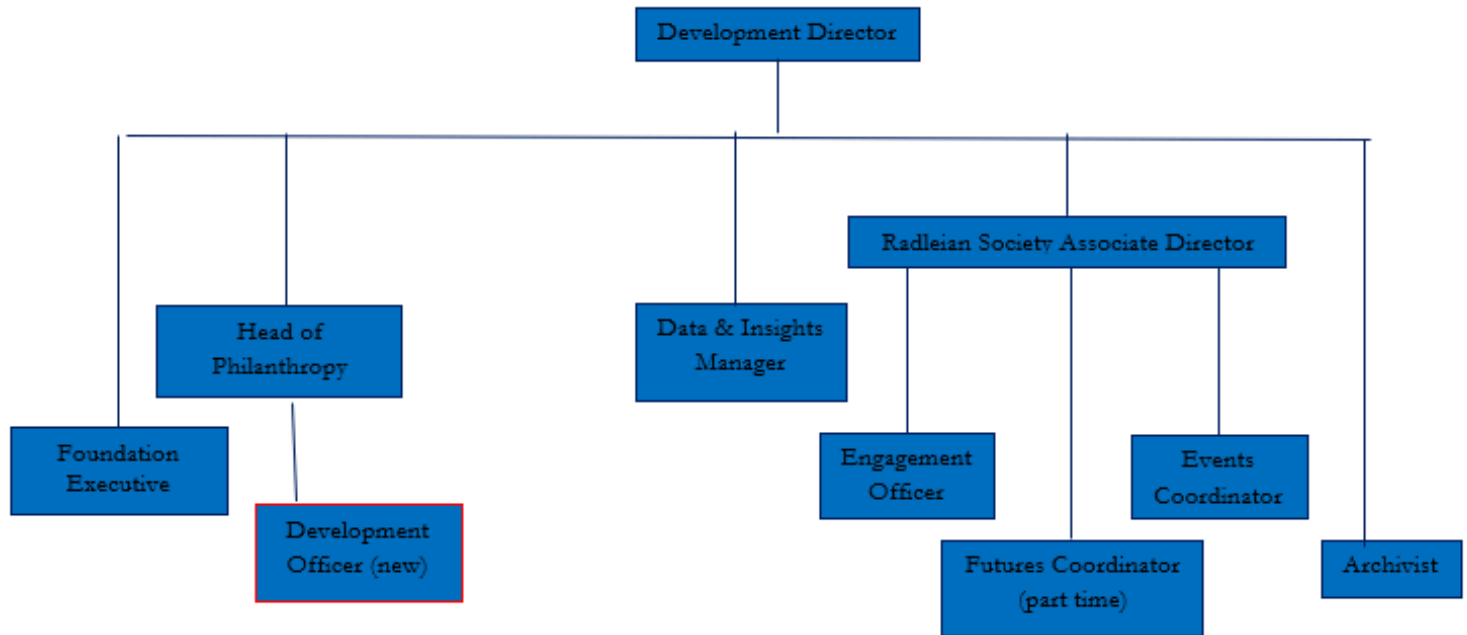 Development Director
Radleian Society Associate Director
Head of
Philanthropy
Data & Insights
Manager
Foundation
Executive
Engagement
Officer
Events
Coordinator
Development
Officer (new)
Futures Coordinator
(part time)
Archivist